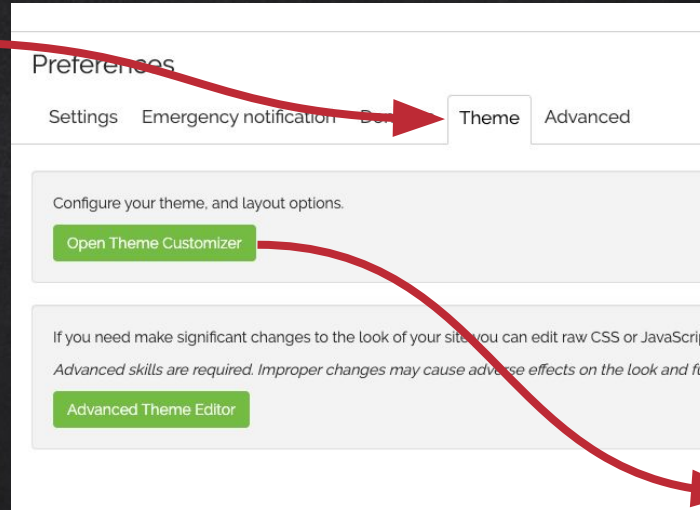 Preferences
Settings Emergency notification Theme Advanced
Configure your theme, and layout options.
Open Theme Customizer
If you need make significant changes to the look of your site you can edit raw CSS or
Advanced skills are required. Improper changes may cause adverse effects on the look and
Advanced Theme Editor